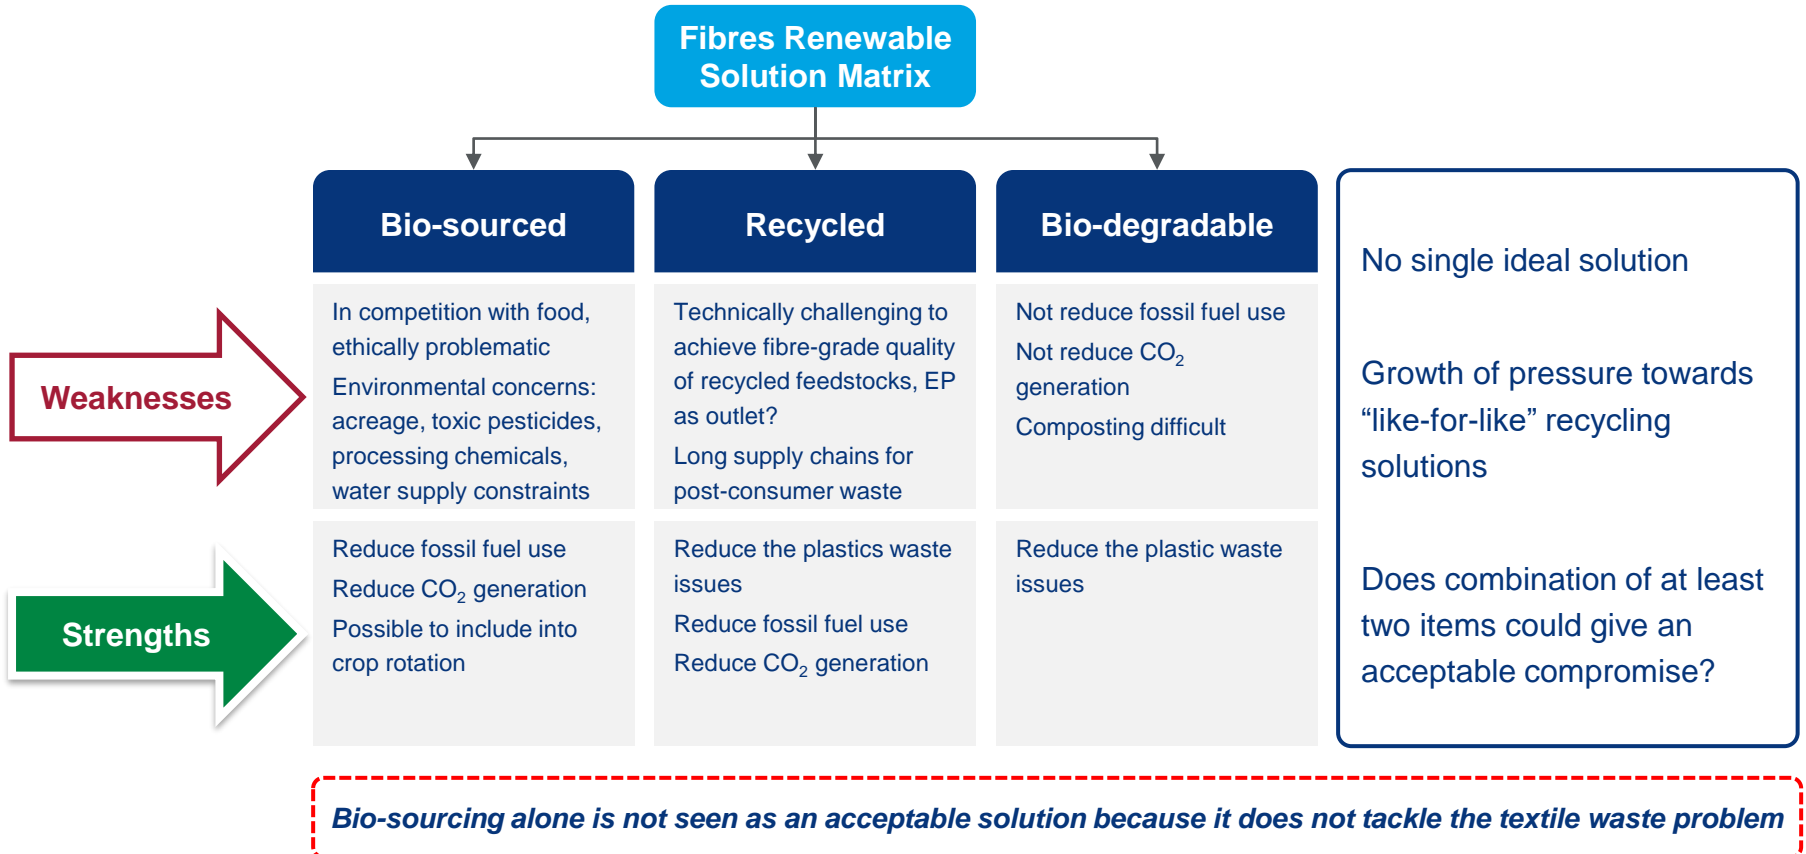 Fibres Renewable
Solution Matrix
Bio-sourced
Recycled
Bio-degradable
Weaknesses
In competition with food,
ethically problematic
Environmental concerns:
acreage, toxic pesticides,
processing chemicals,
water supply constraints
Technically challenging to
achieve fibre-grade quality
of recycled feedstocks, EP
as outlet?
Long supply chains for
post-consumer waste
Not reduce fossil fuel use
Not reduce CO₂
generation
Composting difficult
Strengths
Reduce fossil fuel use
Reduce CO₂ generation
Possible to include into
crop rotation
Reduce the plastics waste
issues
Reduce fossil fuel use
Reduce CO₂ generation
Reduce the plastic waste
issues
No single ideal solution
Growth of pressure towards
“like-for-like” recycling
solutions
Does combination of at least
two items could give an
acceptable compromise?
Bio-sourcing alone is not seen as an acceptable solution because it does not tackle the textile waste problem